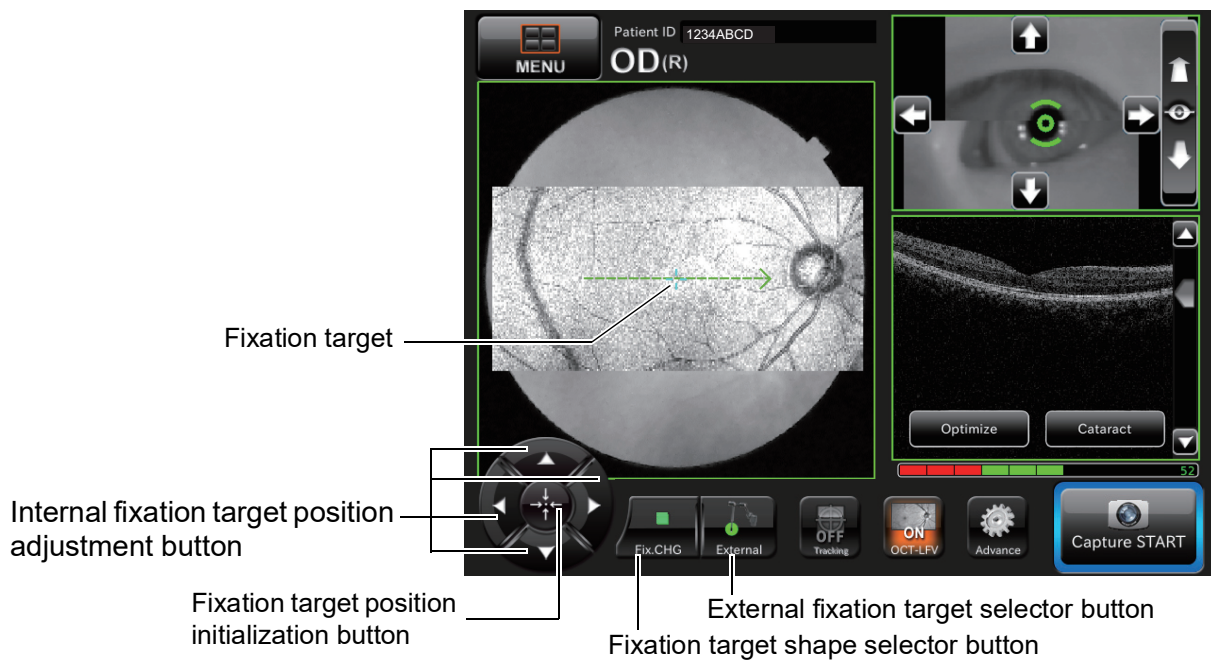 MENU
Patient ID 1234ABCD
OD(R)
Fixation target
Optimize
Cataract
52
Internal fixation target position
adjustment button
Fix.CHG
External
OFF
Tracking
ON
OCT-LFV
Advance
Capture START
Fixation target position
initialization button
External fixation target selector button
Fixation target shape selector button